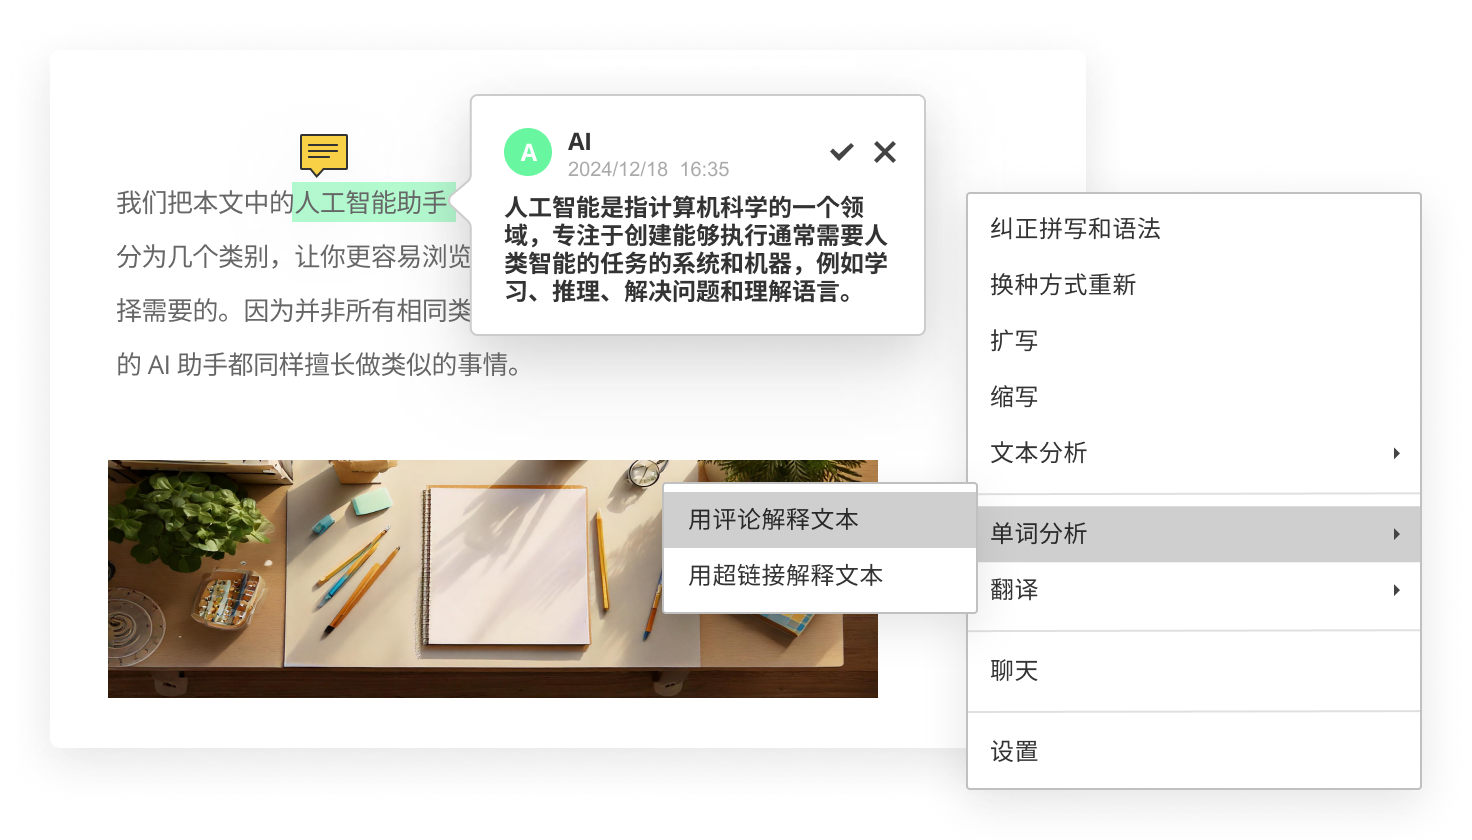 我们把本文中的人工智能助手
分为几个类别，让你更容易浏览
择需要的。因为并非所有相同类
的 AI 助手都同样擅长做类似的事情。
A
AI
2024/12/18 16:35
人工智能是指计算机科学的一个领
域，专注于创建能够执行通常需要人
类智能的任务的系统和机器，例如学
习、推理、解决问题和理解语言。
纠正拼写和语法
换种方式重新
扩写
缩写
文本分析
单词分析
翻译
聊天
设置
用评论解释文本
用超链接解释文本